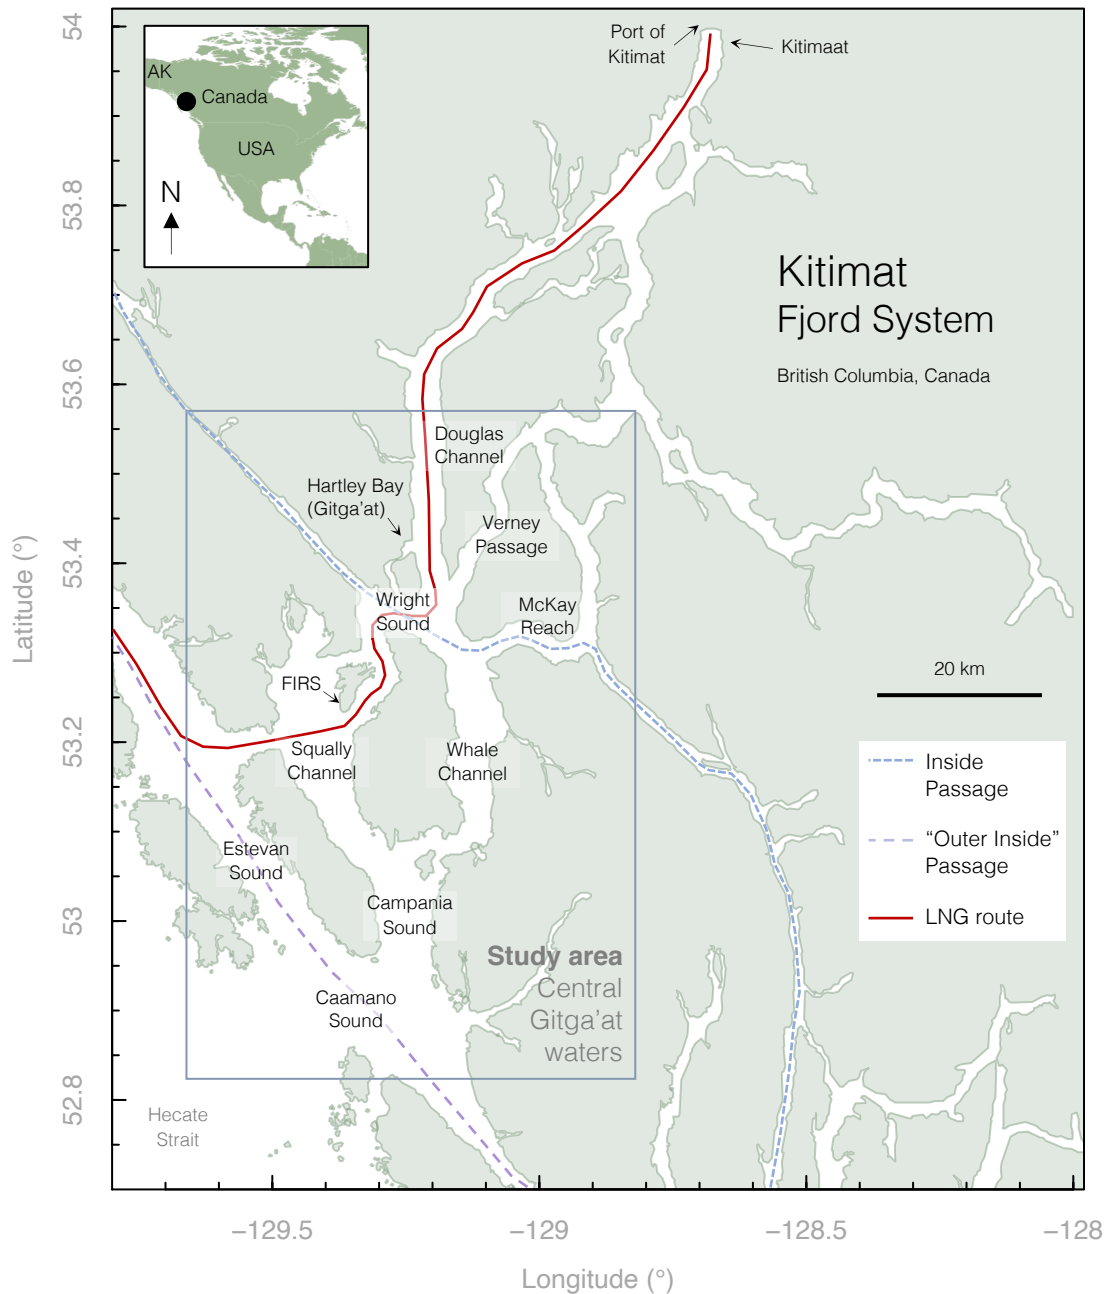 54
53.8
53.6
53.4
53.2
53
52.8
Latitude (°)
AK
Canada
USA
N
Port of
Kitimat
Kitimaat
Kitimat
Fjord System
British Columbia, Canada
Douglas
Channel
Hartley Bay
(Gitga’at)
Verney
Passage
Wright
Sound
McKay
Reach
20 km
FIRS
Squally
Channel
Whale
Channel
Inside
Passage
“Outer Inside”
Passage
LNG route
Estevan
Sound
Campania
Sound
Study area
Central
Gitga’at
waters
Caamano
Sound
Hecate
Strait
−129.5
−129
−128.5
−128
Longitude (°)